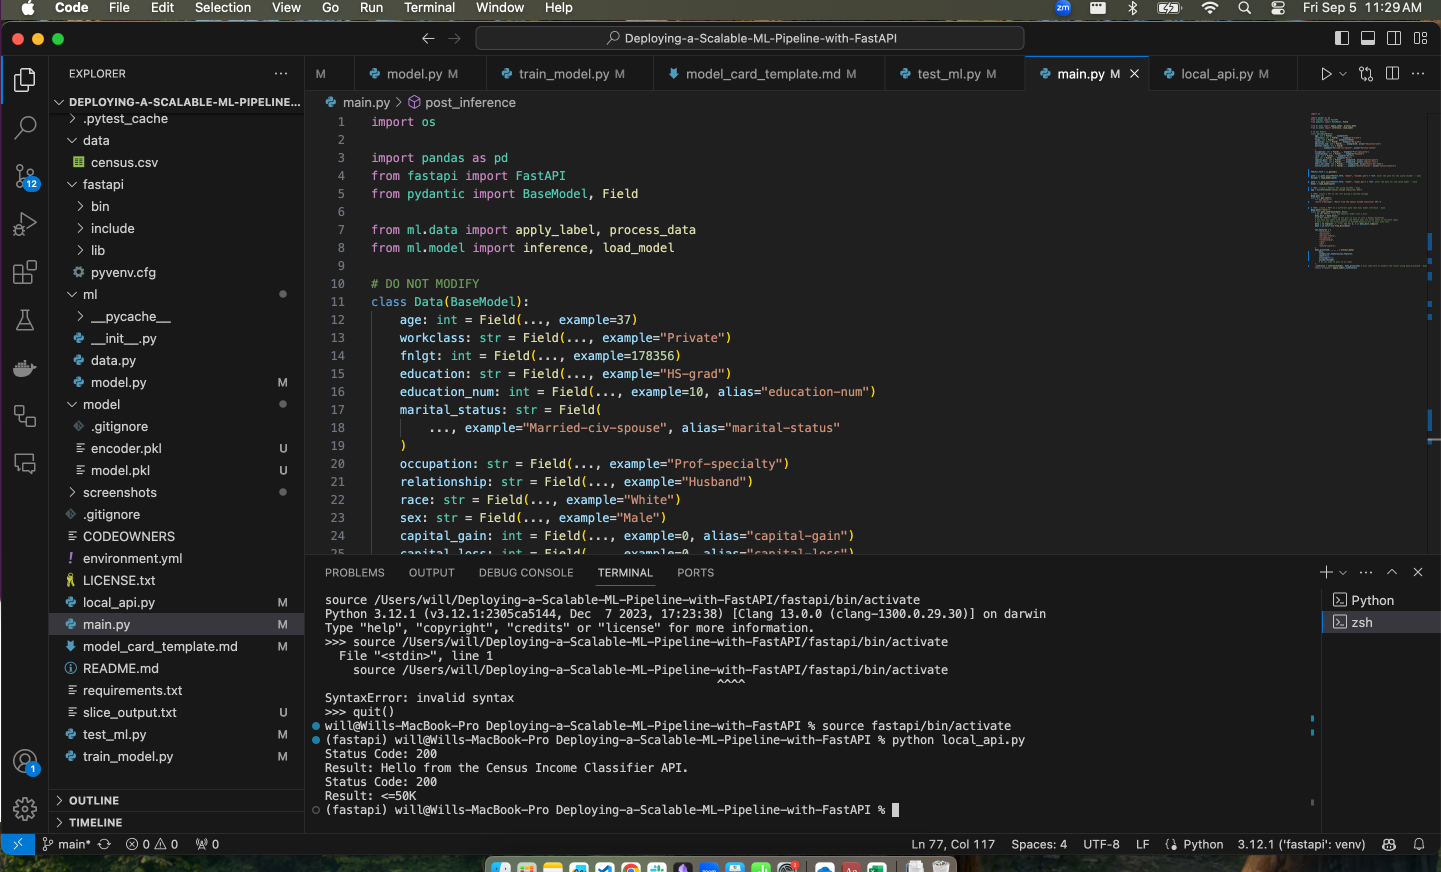 Code File Edit Selection View Go Run Terminal Window Help
zm
Fri Sep 5 11:29 AM
Deploying-a-Scalable-ML-Pipeline-with-FastAPI
EXPLORER
M
model.py M
train_model.py M
model_card_template.md M
test_ml.py M
main.py M
local_api.py M
main.py > post_inference
DEPLOYING-A-SCALABLE-ML-PIPELINE...
.pytest_cache
data
census.csv
fastapi
bin
include
lib
pyvenv.cfg
ml
__pycache__
__init__.py
data.py
model.py M
model
.gitignore
encoder.pkl U
model.pkl U
screenshots
.gitignore
CODEOWNERS
environment.yml
LICENSE.txt
local_api.py M
main.py M
model_card_template.md M
README.md
requirements.txt
slice_output.txt U
test_ml.py M
train_model.py M
OUTLINE
TIMELINE
12
1
1 import os
2
3 import pandas as pd
4 from fastapi import FastAPI
5 from pydantic import BaseModel, Field
6
7 from ml.data import apply_label, process_data
8 from ml.model import inference, load_model
9
10 # DO NOT MODIFY
11 class Data(BaseModel):
12 age: int = Field(..., example=37)
13 workclass: str = Field(..., example="Private")
14 fnlgt: int = Field(..., example=178356)
15 education: str = Field(..., example="HS-grad")
16 education_num: int = Field(..., example=10, alias="education-num")
17 marital_status: str = Field(
18 ..., example="Married-civ-spouse", alias="marital-status"
19 )
20 occupation: str = Field(..., example="Prof-specialty")
21 relationship: str = Field(..., example="Husband")
22 race: str = Field(..., example="White")
23 sex: str = Field(..., example="Male")
24 capital_gain: int = Field(..., example=0, alias="capital-gain")
25 capital_loss: int = Field(..., example=0, alias="capital-loss")
PROBLEMS OUTPUT DEBUG CONSOLE TERMINAL PORTS
Python
zsh
source /Users/will/Deploying-a-Scalable-ML-Pipeline-with-FastAPI/fastapi/bin/activate
Python 3.12.1 (v3.12.1:2305ca5144, Dec 7 2023, 17:23:38) [Clang 13.0.0 (clang-1300.0.29.30)] on darwin
Type "help", "copyright", "credits" or "license" for more information.
>>> source /Users/will/Deploying-a-Scalable-ML-Pipeline-with-FastAPI/fastapi/bin/activate
File "<stdin>", line 1
source /Users/will/Deploying-a-Scalable-ML-Pipeline-with-FastAPI/fastapi/bin/activate
^^^^
SyntaxError: invalid syntax
>>> quit()
will@Wills-MacBook-Pro Deploying-a-Scalable-ML-Pipeline-with-FastAPI % source fastapi/bin/activate
(fastapi) will@Wills-MacBook-Pro Deploying-a-Scalable-ML-Pipeline-with-FastAPI % python local_api.py
Status Code: 200
Result: Hello from the Census Income Classifier API.
Status Code: 200
Result: <=50K
(fastapi) will@Wills-MacBook-Pro Deploying-a-Scalable-ML-Pipeline-with-FastAPI %
main* 0 0 0
Ln 77, Col 117 Spaces: 4 UTF-8 LF Python 3.12.1 ('fastapi': venv)